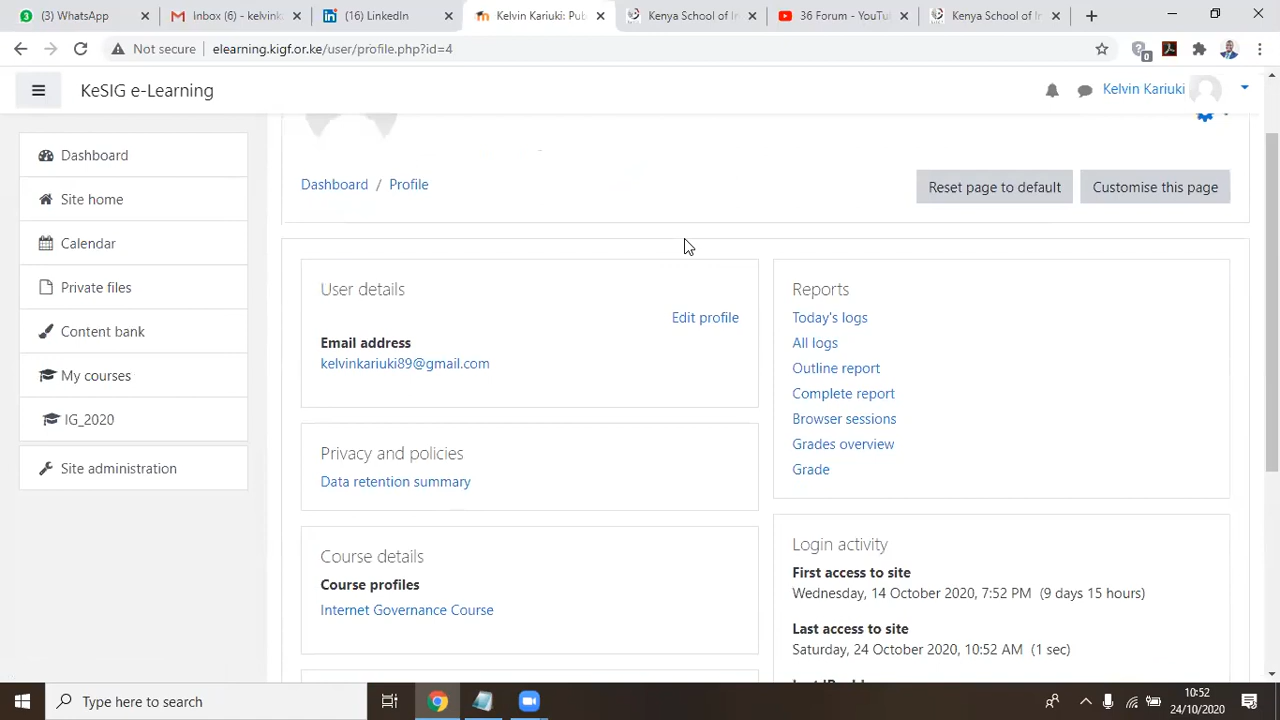 (3) WhatsApp
Inbox (6) - kelvink
(16) LinkedIn
Kelvin Kariuki: Pub
Kenya School of In
36 Forum - YouTu
Kenya School of In
Not secure
elearning.kigf.or.ke/user/profile.php?id=4
0
KeSIG e-Learning
Kelvin Kariuki
Dashboard
Site home
Calendar
Private files
Content bank
My courses
IG_2020
Site administration
Dashboard / Profile
Reset page to default
Customise this page
User details
Edit profile
Email address
kelvinkariuki89@gmail.com
Privacy and policies
Data retention summary
Course details
Course profiles
Internet Governance Course
Reports
Today's logs
All logs
Outline report
Complete report
Browser sessions
Grades overview
Grade
Login activity
First access to site
Wednesday, 14 October 2020, 7:52 PM (9 days 15 hours)
Last access to site
Saturday, 24 October 2020, 10:52 AM (1 sec)
Type here to search
10:52
24/10/2020